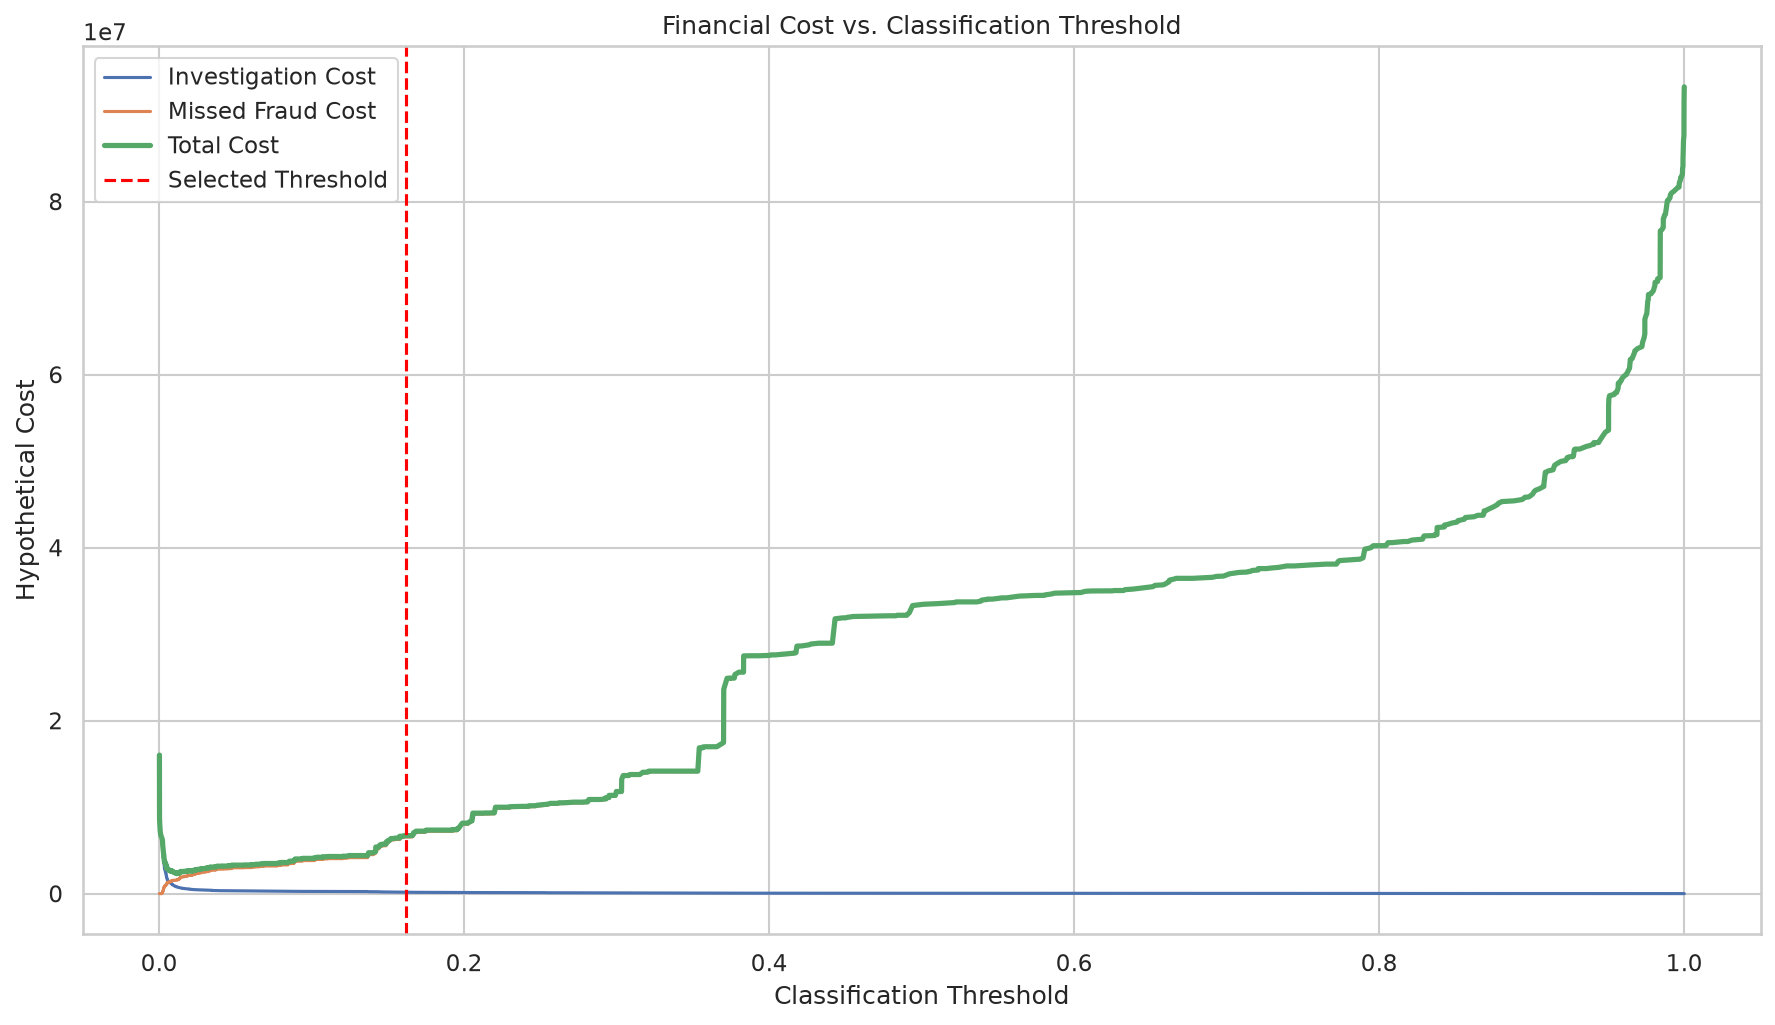 Financial Cost vs. Classification Threshold
1e7
Investigation Cost
Missed Fraud Cost
Total Cost
Selected Threshold
8
6
4
2
0
Hypothetical Cost
0.0 0.2 0.4 0.6 0.8 1.0
Classification Threshold